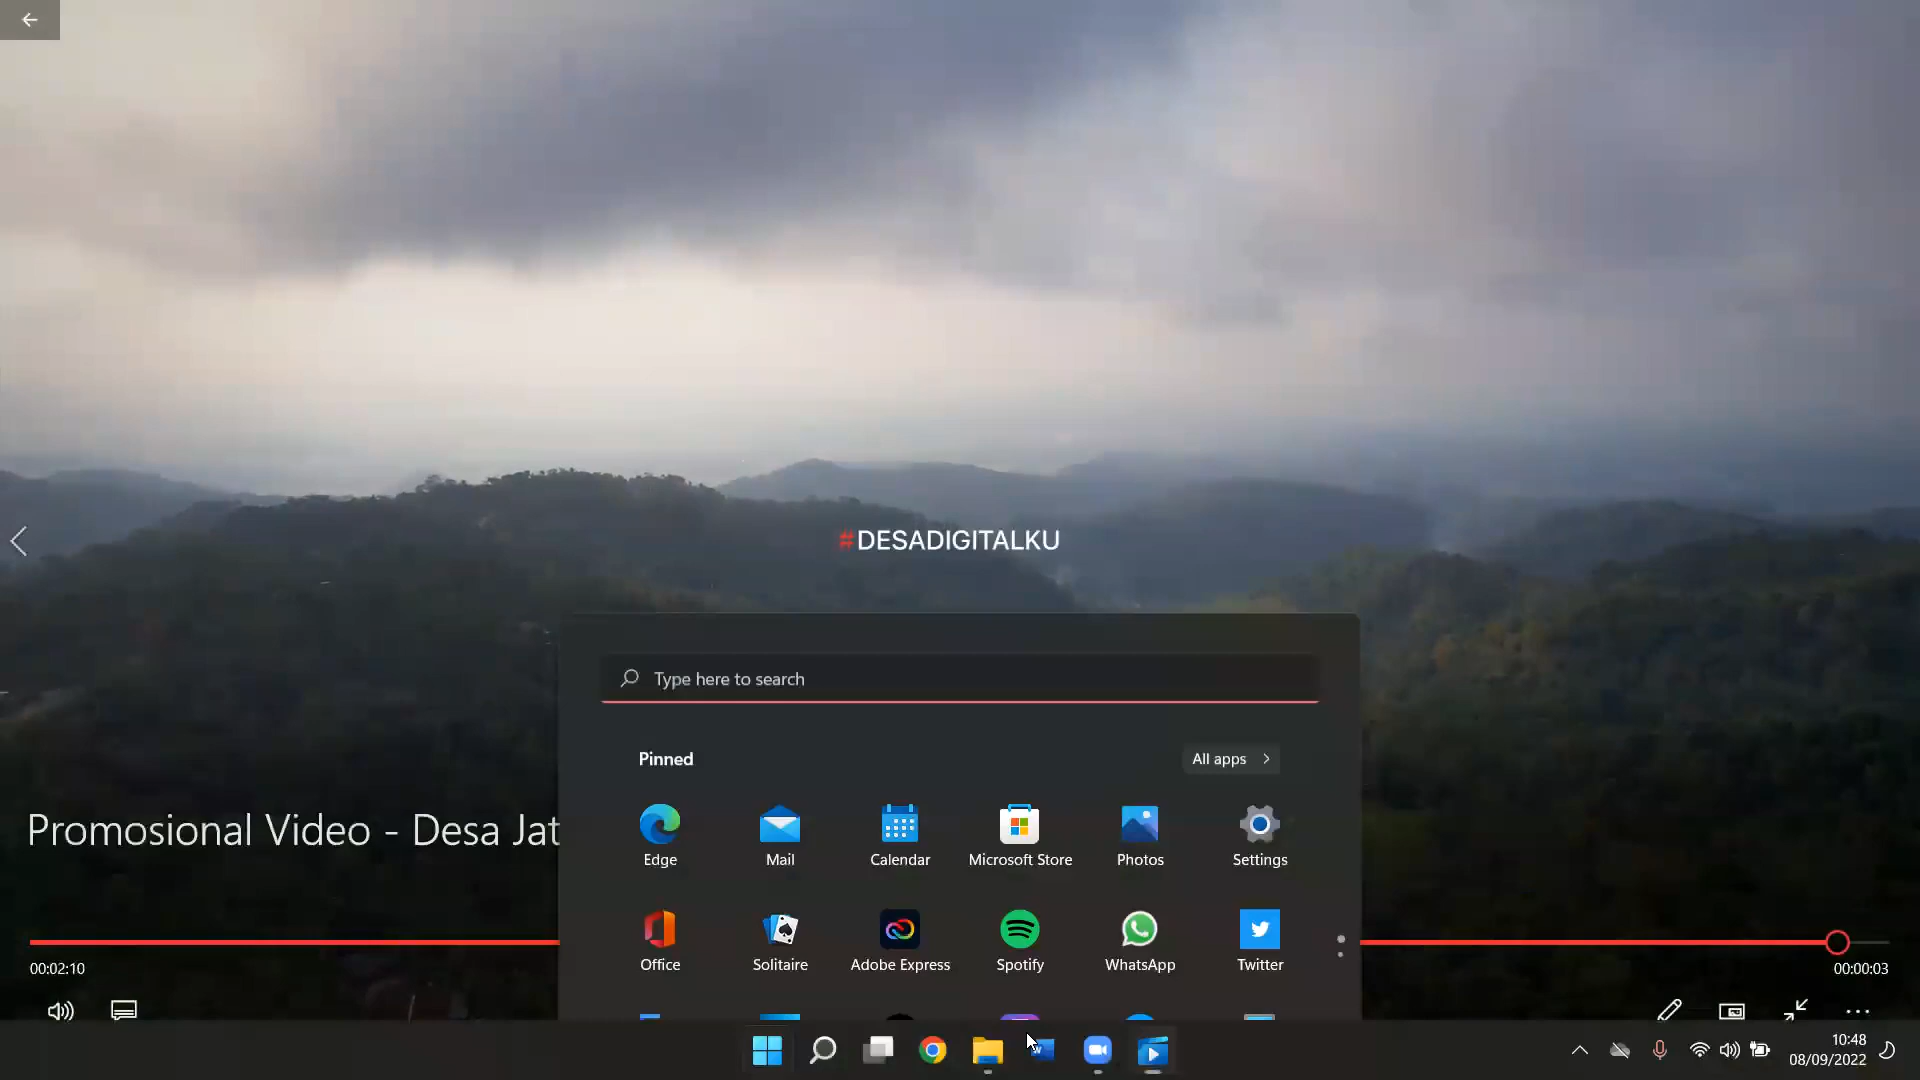 #DESADIGITALKU
Type here to search
Pinned
All apps
Promosional Video - Desa Jat
Edge
Mail
Calendar
Microsoft Store
Photos
Settings
Office
Solitaire
Adobe Express
Spotify
WhatsApp
Twitter
00:02:10
00:00:03
10:48
08/09/2022